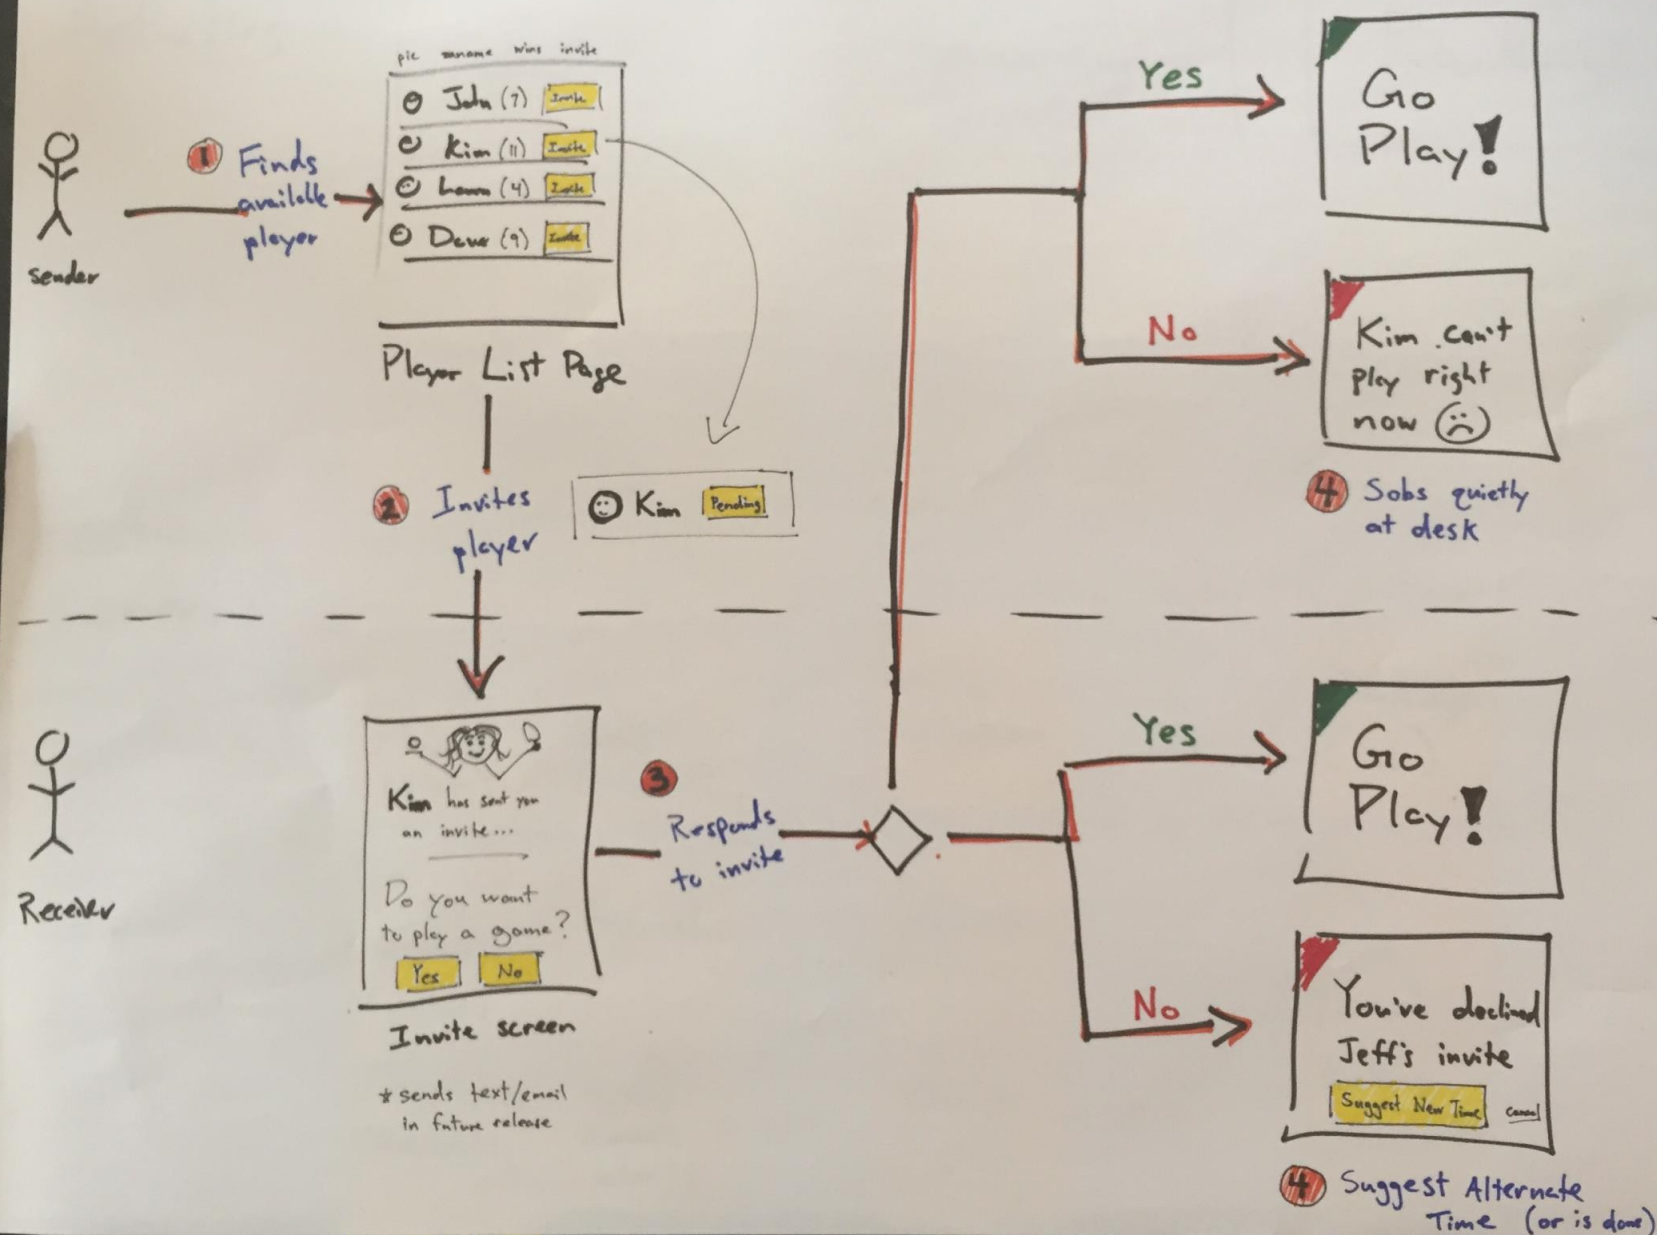 pic
wins invite
John (7) Invite
Kim (11) Invite
(4) Invite
Dave (9) Invite
1 Finds
available
player
sender
Player List Page
2 Invites
player
Kim Pending
Yes
Go
Play!
No
Kim can't
play right
now
4 Sobs quietly
at desk
Receiver
Kim has sent you
an invite...
Do you want
to play a game?
Yes No
Invite screen
*sends text/email
in future release
3
Responds
to invite
Yes
Go
Play!
No
You've declined
Jeff's invite
Suggest New Time Cancel
4 Suggest Alternate
Time (or is done)